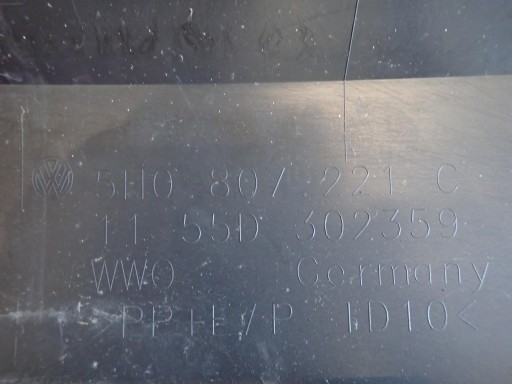 5H0 807 221 C
11 55D 302359
WWO Germany
>PP+E/P TD10<